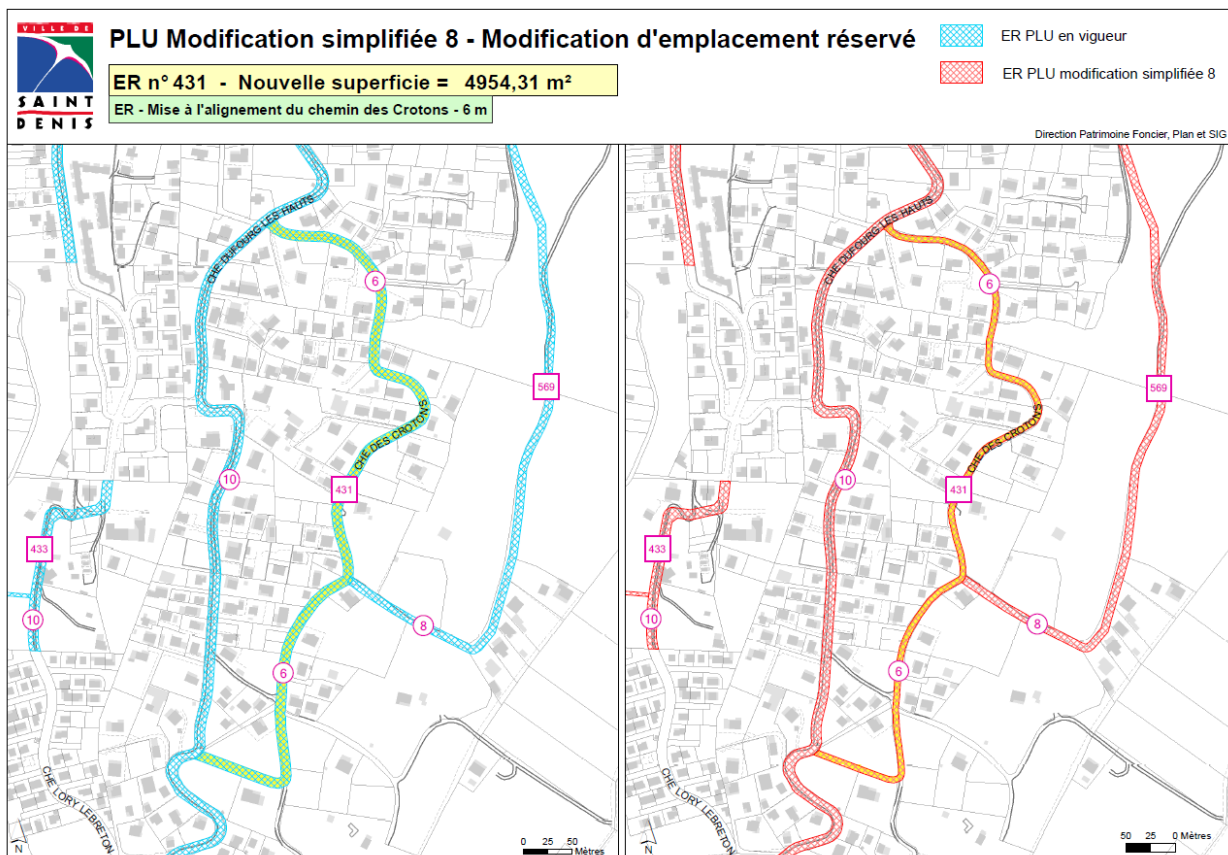 VILLE DE
SAINT
DENIS
PLU Modification simplifiée 8 - Modification d'emplacement réservé
ER n° 431 - Nouvelle superficie = 4954,31 m²
ER - Mise à l'alignement du chemin des Crotons - 6 m
ER PLU en vigueur
ER PLU modification simplifiée 8
Direction Patrimoine Foncier, Plan et SIG
CHE DUFOURG LES HAUTS
6
569
CHE DES CROTONS
10
431
433
10
8
6
CHE LORY LEBRETON
N
0 25 50
Mètres
CHE DUFOURG LES HAUTS
6
569
CHE DES CROTONS
10
431
433
10
8
6
CHE LORY LEBRETON
N
50 25 0 Mètres